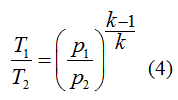 T₁/T₂ = (p₁/p₂)^((k−1)/k) (4)